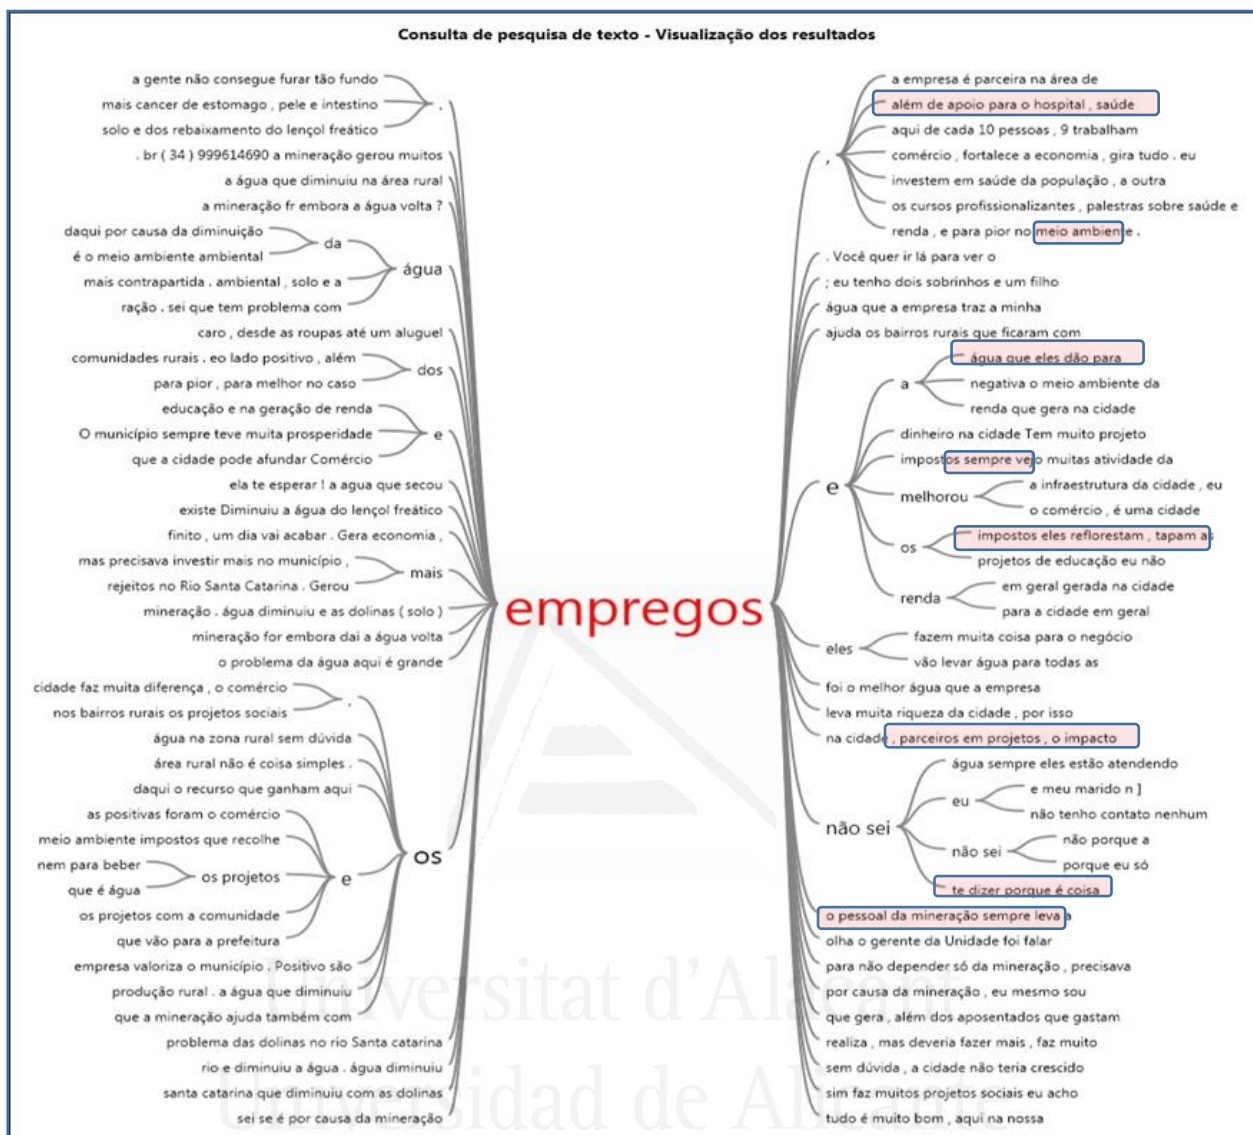 Consulta de pesquisa de texto - Visualização dos resultados
a gente não consegue furar tão fundo
mais cancer de estomago , pele e intestino
solo e dos rebaixamento do lençol freático
.
. br ( 34 ) 999614690 a mineração gerou muitos
a água que diminuiu na área rural
a mineração fr embora a água volta ?
daqui por causa da diminuição
é o meio ambiente ambiental
da
mais contrapartida . ambiental , solo e a
ração . sei que tem problema com
água
caro , desde as roupas até um aluguel
comunidades rurais . eo lado positivo , além
para pior , para melhor no caso
dos
educação e na geração de renda
O município sempre teve muita prosperidade
que a cidade pode afundar Comércio
e
ela te esperar ! a agua que secou
existe Diminuiu a água do lençol freático
finito , um dia vai acabar . Gera economia ,
mas precisava investir mais no município ,
rejeitos no Rio Santa Catarina . Gerou
mais
mineração . água diminuiu e as dolinas ( solo )
mineração for embora dai a água volta
o problema da água aqui é grande
cidade faz muita diferença , o comércio
nos bairros rurais os projetos sociais
,
água na zona rural sem dúvida
área rural não é coisa simples .
daqui o recurso que ganham aqui
as positivas foram o comércio
meio ambiente impostos que recolhe
nem para beber
que é água
os projetos
os projetos com a comunidade
que vão para a prefeitura
e
empresa valoriza o município . Positivo são
produção rural . a água que diminuiu
que a mineração ajuda também com
os
problema das dolinas no rio Santa catarina
rio e diminuiu a água . água diminuiu
santa catarina que diminuiu com as dolinas
sei se é por causa da mineração
empregos
,
a empresa é parceira na área de
além de apoio para o hospital , saúde
aqui de cada 10 pessoas , 9 trabalham
comércio , fortalece a economia , gira tudo . eu
investem em saúde da população , a outra
os cursos profissionalizantes , palestras sobre saúde e
renda , e para pior no meio ambiente .
. Você quer ir lá para ver o
; eu tenho dois sobrinhos e um filho
água que a empresa traz a minha
ajuda os bairros rurais que ficaram com
e
a
água que eles dão para
negativa o meio ambiente da
renda que gera na cidade
dinheiro na cidade Tem muito projeto
impostos sempre vejo muitas atividade da
melhorou
a infraestrutura da cidade , eu
o comércio , é uma cidade
os
impostos eles reflorestam , tapam as
projetos de educação eu não
renda
em geral gerada na cidade
para a cidade em geral
eles
fazem muita coisa para o negócio
vão levar água para todas as
foi o melhor água que a empresa
leva muita riqueza da cidade , por isso
na cidade , parceiros em projetos , o impacto
não sei
água sempre eles estão atendendo
eu
e meu marido n ]
não tenho contato nenhum
não sei
não porque a
porque eu só
te dizer porque é coisa
o pessoal da mineração sempre leva a
olha o gerente da Unidade foi falar
para não depender só da mineração , precisava
por causa da mineração , eu mesmo sou
que gera , além dos aposentados que gastam
realiza , mas deveria fazer mais , faz muito
sem dúvida , a cidade não teria crescido
sim faz muitos projetos sociais eu acho
tudo é muito bom , aqui na nossa
Universitat d'Alacant
Universidad de Alicante